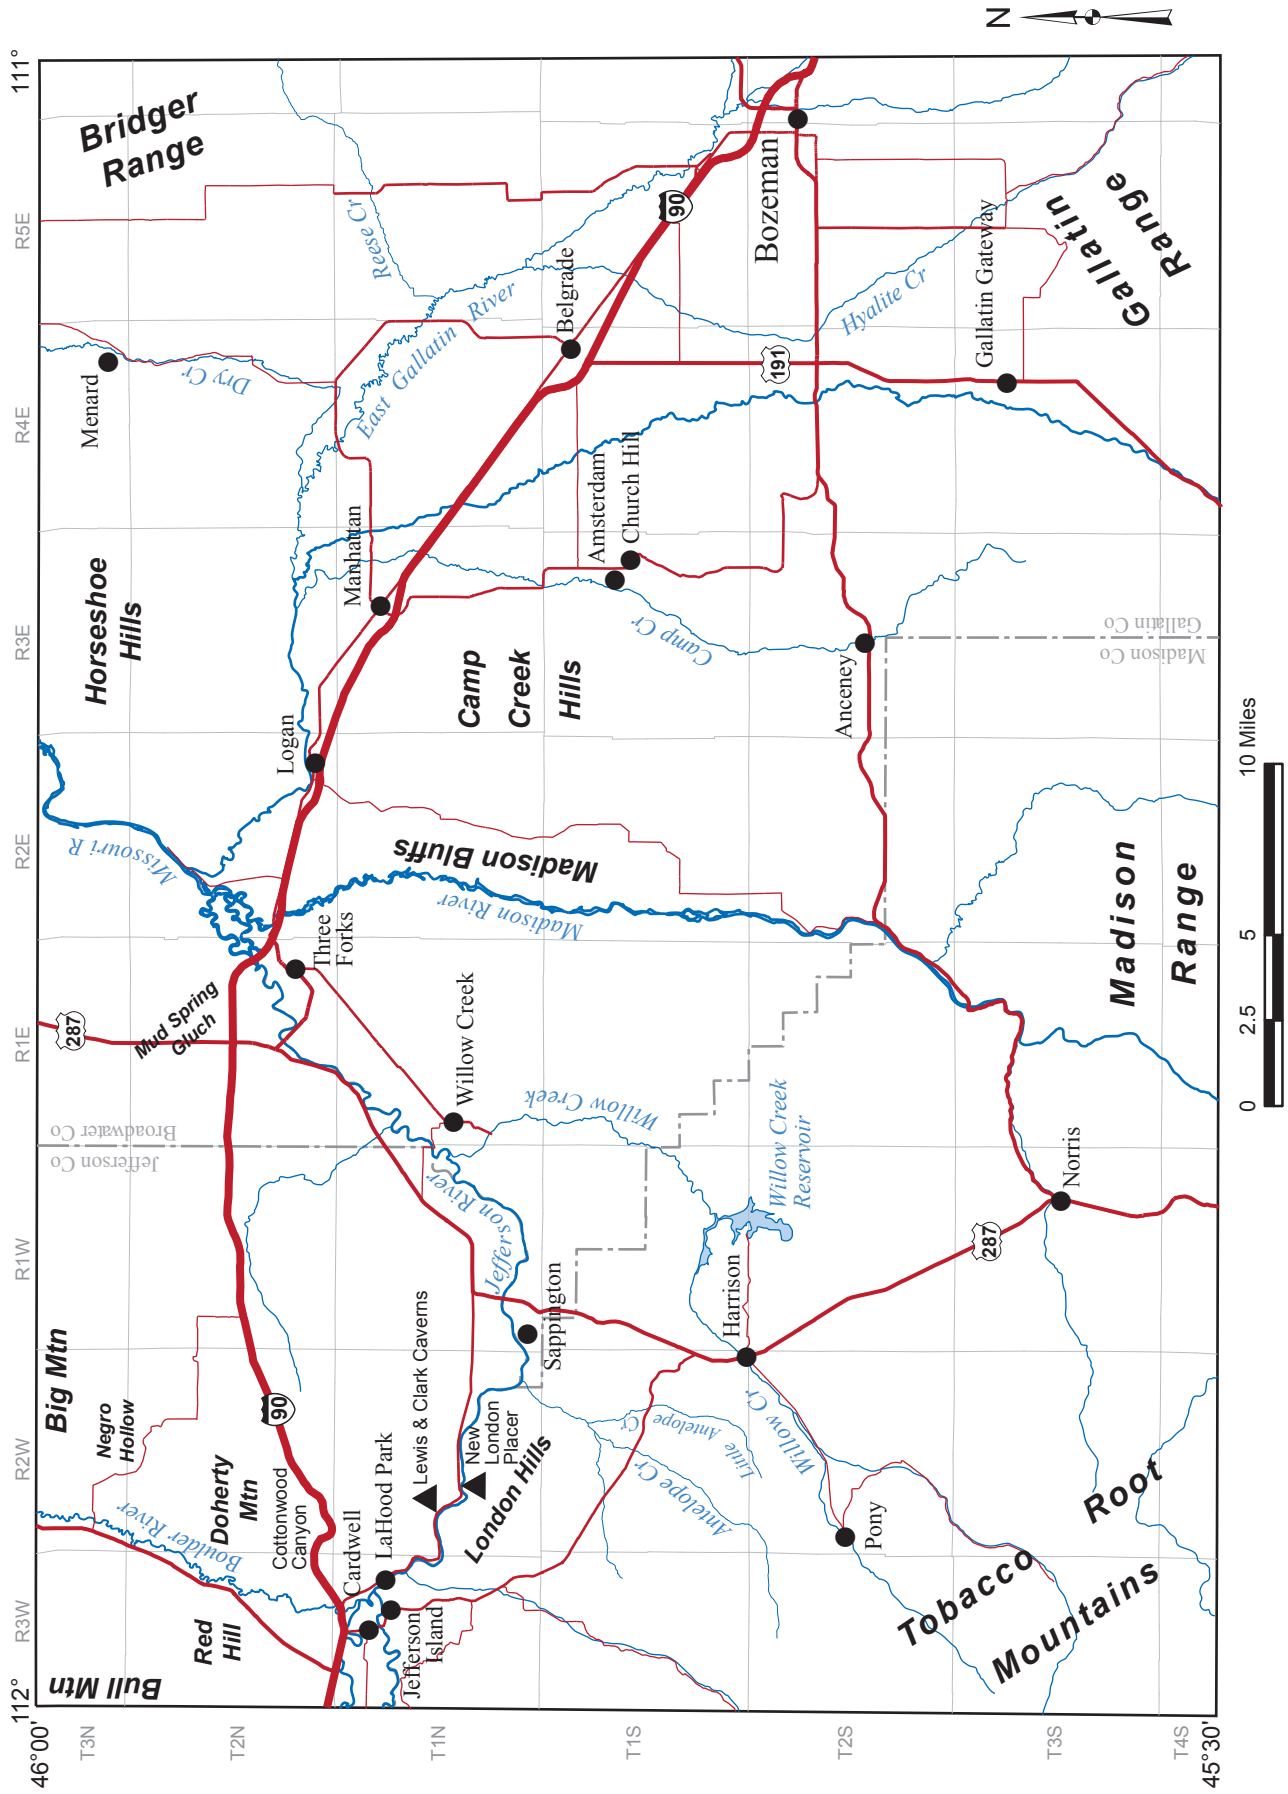 N
112°
111°
46°00'
45°30'
R3W
R2W
R1W
R1E
R2E
R3E
R4E
R5E
T3N
T2N
T1N
T1S
T2S
T3S
T4S
Bull Mtn
Big Mtn
Negro
Hollow
Red
Hill
Doherty
Mtn
Boulder River
Cottonwood
Canyon
90
287
Mud Spring
Gluch
Jefferson Co
Broadwater Co
Missouri R
Horseshoe
Hills
Menard
Dry Cr
Bridger
Range
Reese Cr
East Gallatin River
Cardwell
LaHood Park
Jefferson
Island
Lewis & Clark Caverns
New
London
Placer
London Hills
Jefferson River
Sappington
Willow Creek
Three
Forks
Logan
Manhattan
Belgrade
90
Camp
Creek
Hills
Amsterdam
Church Hill
Camp Cr
Madison Bluffs
Madison River
Willow Creek
Willow Creek
Reservoir
Antelope Cr
Little Antelope Cr
Willow Cr
Harrison
Pony
Norris
287
Anceney
191
Bozeman
Hyalite Cr
Gallatin Gateway
Gallatin
Range
Madison Co
Gallatin Co
Madison
Range
Tobacco
Root
Mountains
0
2.5
5
10 Miles